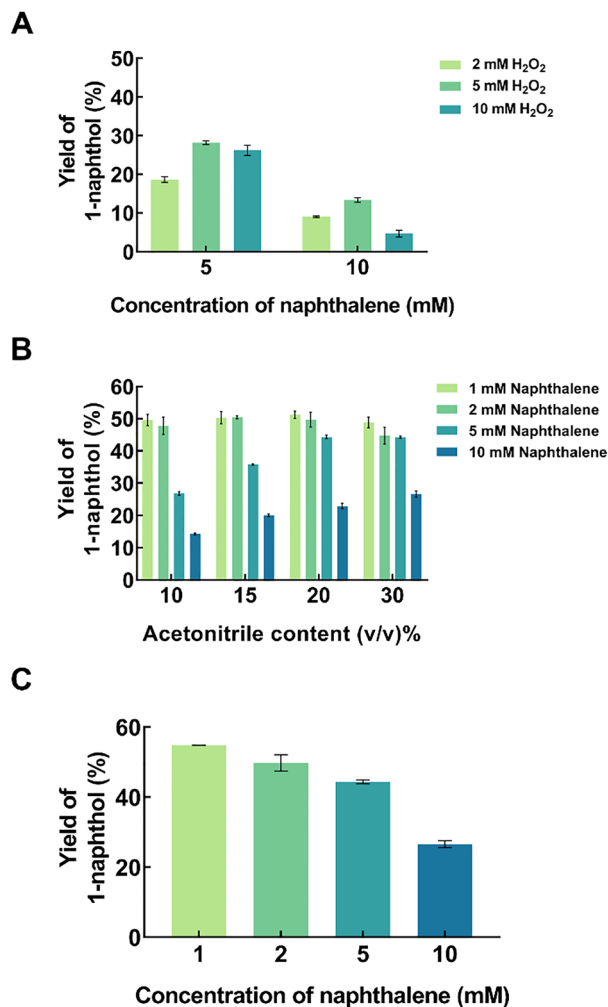 A
2 mM H₂O₂
5 mM H₂O₂
10 mM H₂O₂
Yield of
1-naphthol (%)
50
40
30
20
10
0
5
10
Concentration of naphthalene (mM)
B
1 mM Naphthalene
2 mM Naphthalene
5 mM Naphthalene
10 mM Naphthalene
Yield of
1-naphthol (%)
60
50
40
30
20
10
0
10
15
20
30
Acetonitrile content (v/v)%
C
Yield of
1-naphthol (%)
60
40
20
0
1
2
5
10
Concentration of naphthalene (mM)